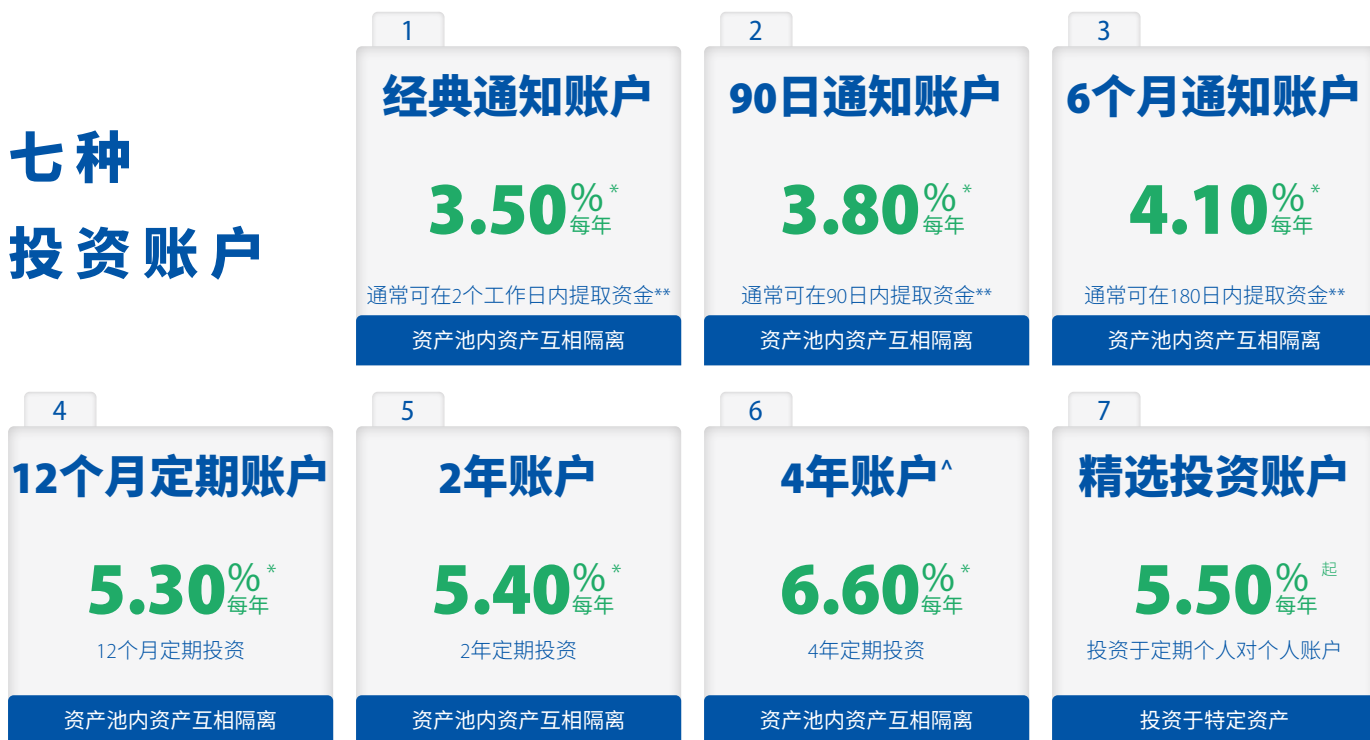 七种
投资账户
1
经典通知账户
3.50%*
每年
通常可在2个工作日内提取资金**
资产池内资产互相隔离
2
90日通知账户
3.80%*
每年
通常可在90日内提取资金**
资产池内资产互相隔离
3
6个月通知账户
4.10%*
每年
通常可在180日内提取资金**
资产池内资产互相隔离
4
12个月定期账户
5.30%*
每年
12个月定期投资
资产池内资产互相隔离
5
2年账户
5.40%*
每年
2年定期投资
资产池内资产互相隔离
6
4年账户^
6.60%*
每年
4年定期投资
资产池内资产互相隔离
7
精选投资账户
5.50% 起
每年
投资于定期个人对个人账户
投资于特定资产